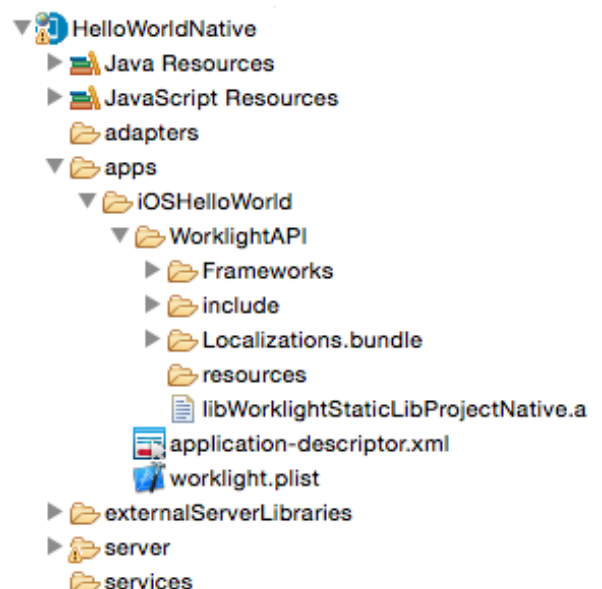 HelloWorldNative
Java Resources
JavaScript Resources
adapters
apps
iOSHelloWorld
WorklightAPI
Frameworks
include
Localizations.bundle
resources
libWorklightStaticLibProjectNative.a
application-descriptor.xml
worklight.plist
externalServerLibraries
server
services